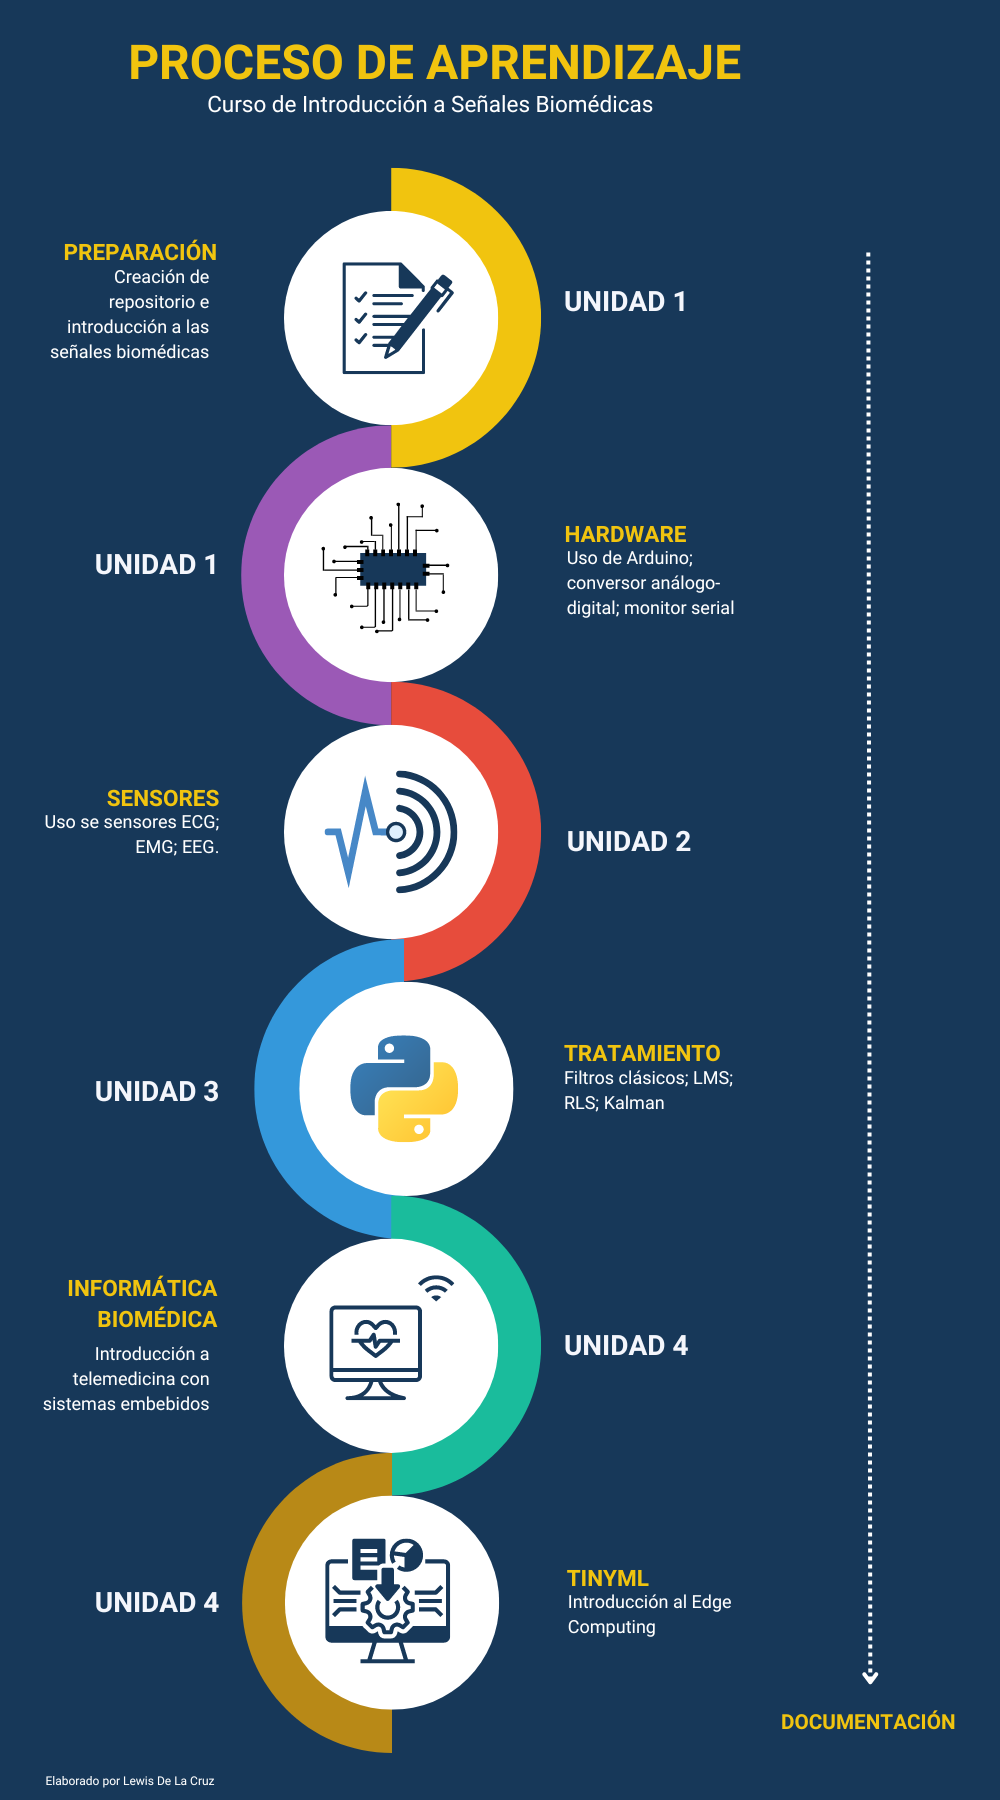 PROCESO DE APRENDIZAJE
Curso de Introducción a Señales Biomédicas
PREPARACIÓN
Creación de
repositorio e
introducción a las
señales biomédicas
UNIDAD 1
UNIDAD 1
HARDWARE
Uso de Arduino;
conversor análogo-
digital; monitor serial
SENSORES
Uso se sensores ECG;
EMG; EEG.
UNIDAD 2
UNIDAD 3
TRATAMIENTO
Filtros clásicos; LMS;
RLS; Kalman
INFORMÁTICA
BIOMÉDICA
Introducción a
telemedicina con
sistemas embebidos
UNIDAD 4
UNIDAD 4
TINYML
Introducción al Edge
Computing
DOCUMENTACIÓN
Elaborado por Lewis De La Cruz